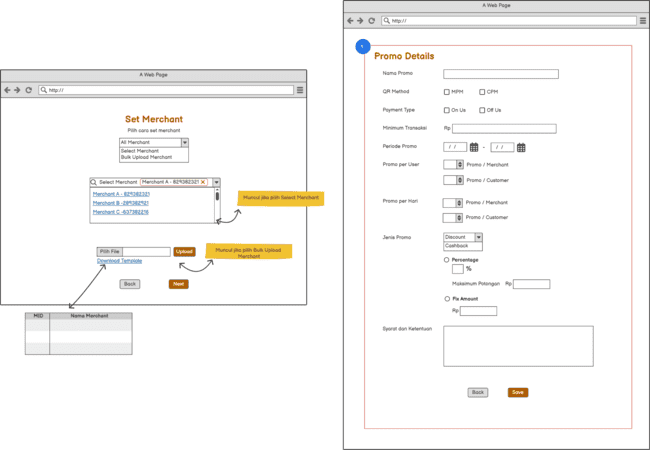 A Web Page
http://
Set Merchant
Pilih cara set merchant
All Merchant
Select Merchant
Bulk Upload Merchant
Select Merchant
Merchant A - 829382321
Merchant A - 829382321
Merchant B -298382921
Merchant C -637382276
Muncul jika pilih Select Merchant
Pilih File
Upload
Download Template
Muncul jika pilih Bulk Upload
Merchant
Back
Next
MID
Nama Merchant
A Web Page
http://
1
Promo Details
Nama Promo
QR Method
MPM
CPM
Payment Type
On Us
Off Us
Minimum Transaksi
Rp
Periode Promo
/ /
-
/ /
Promo per User
Promo / Merchant
Promo / Customer
Promo per Hari
Promo / Merchant
Promo / Customer
Jenis Promo
Discount
Cashback
Percentage
%
Maksimum Potongan
Rp
Fix Amount
Rp
Syarat dan Ketentuan
Back
Save